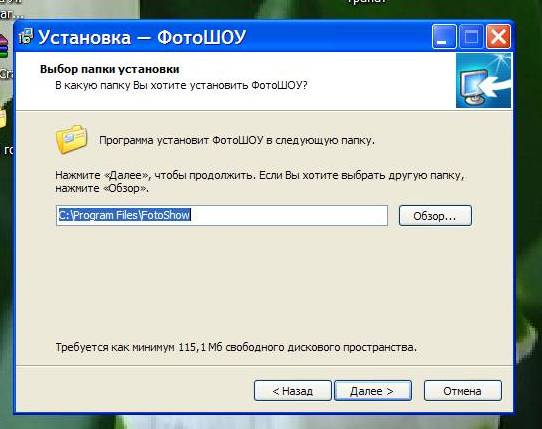 Установка — ФотоШОУ
Выбор папки установки
В какую папку Вы хотите установить ФотоШОУ?
Программа установит ФотоШОУ в следующую папку.
Нажмите «Далее», чтобы продолжить. Если Вы хотите выбрать другую папку,
нажмите «Обзор».
C:\Program Files\FotoShow
Обзор...
Требуется как минимум 115,1 Мб свободного дискового пространства.
< Назад
Далее >
Отмена